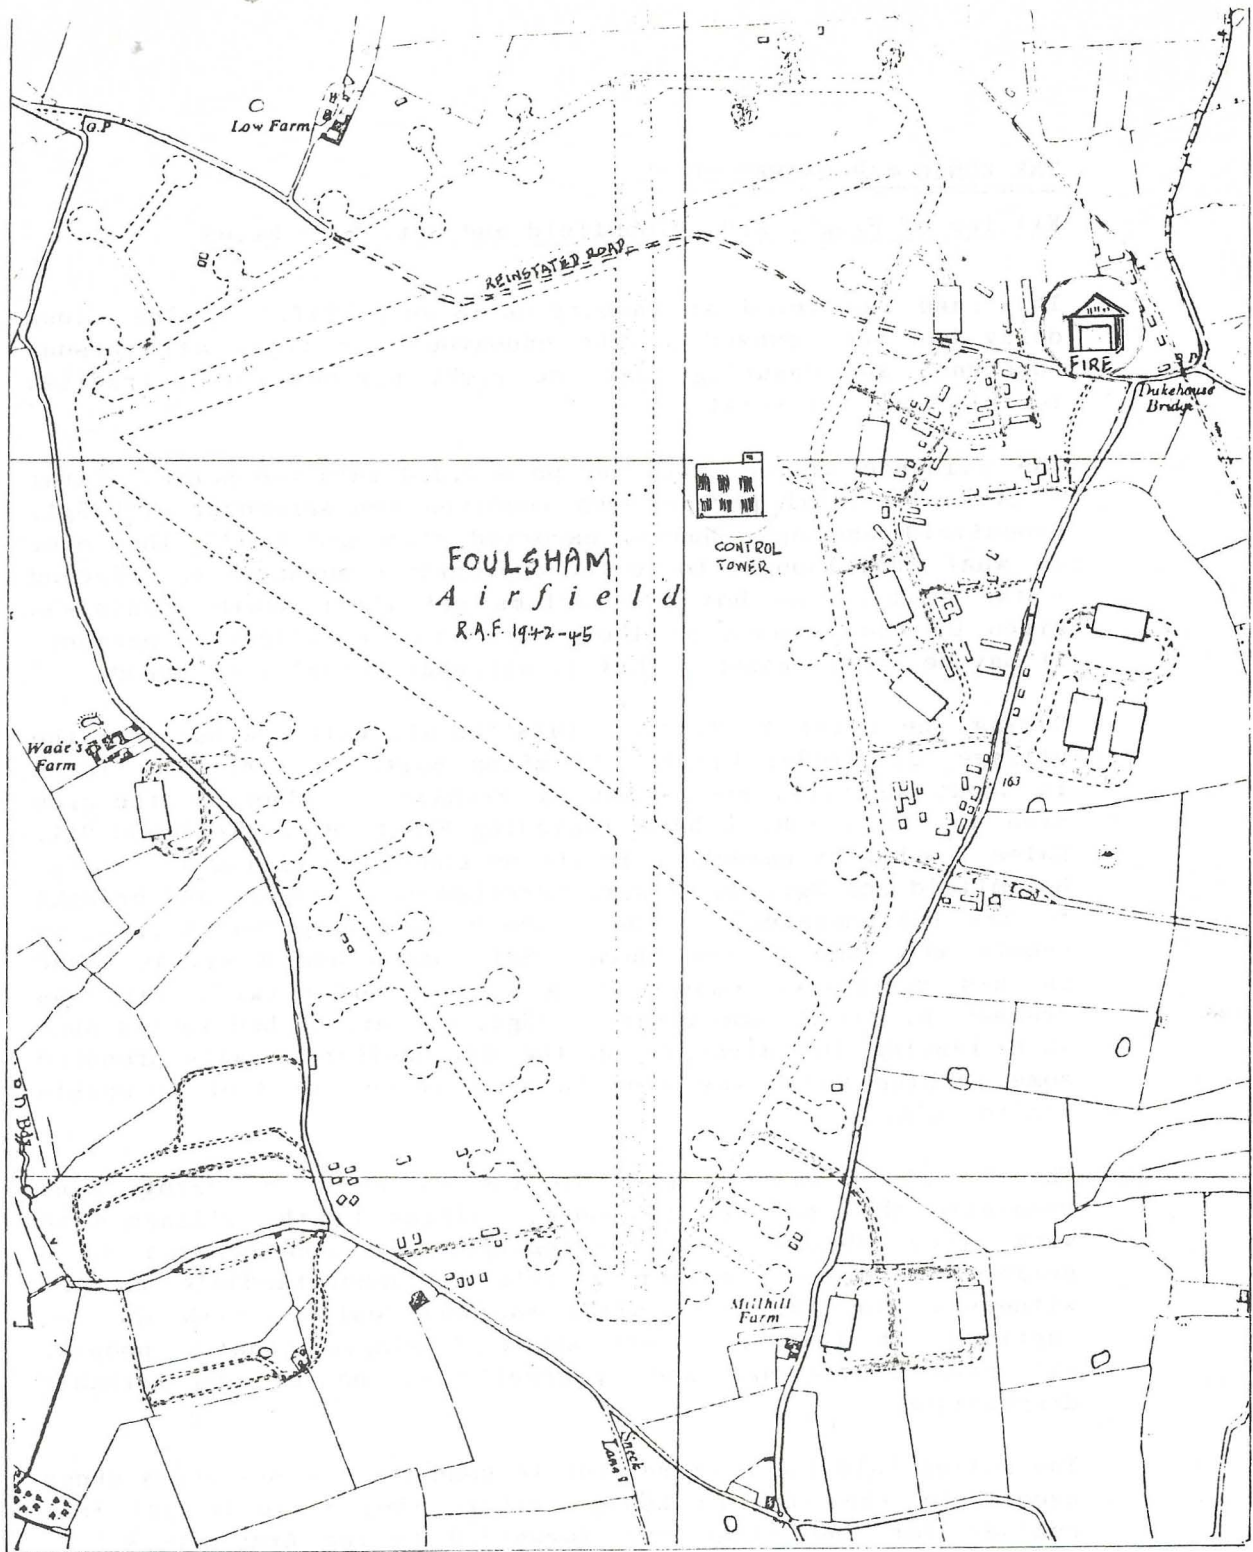 G.P
Low Farm
REINSTATED ROAD
FIRE
Dukehouse
Bridge
CONTROL
TOWER
FOULSHAM
Airfield
R.A.F. 1942-45
Wade's
Farm
163
Millhill
Farm
Sneck
Lane